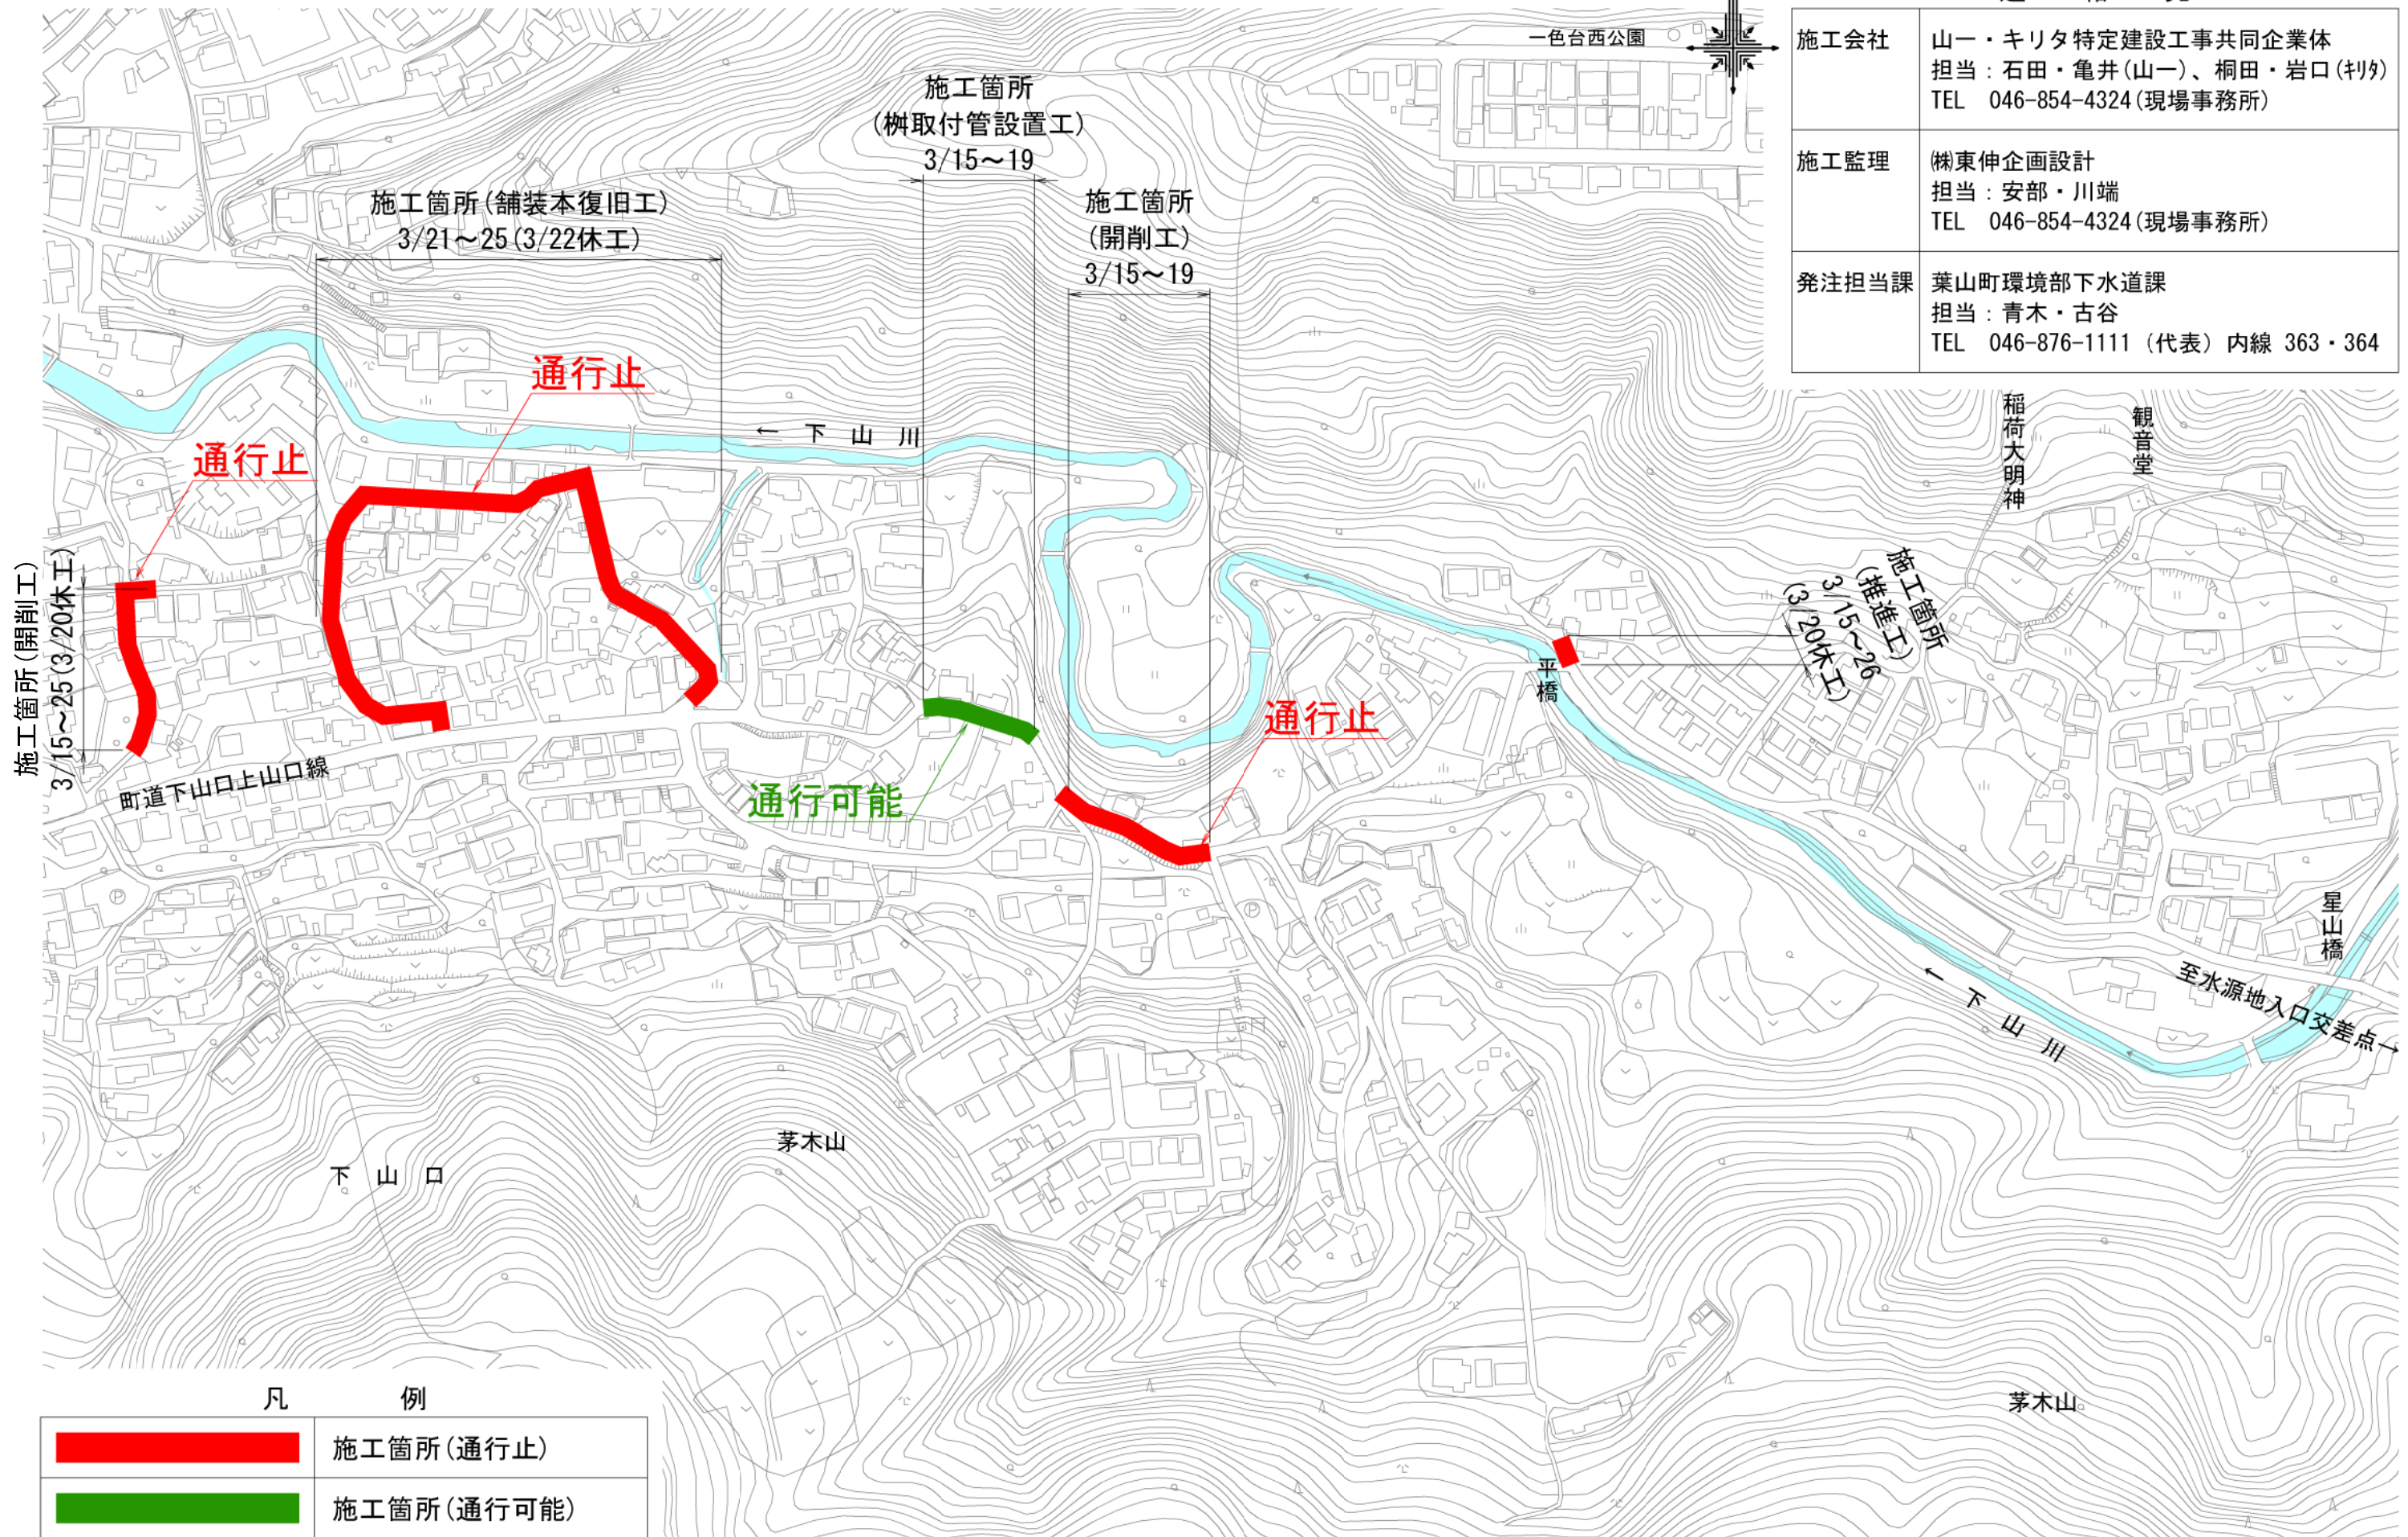 一色台西公園
施工会社
山一・キリタ特定建設工事共同企業体
担当：石田・亀井(山一)、桐田・岩口(ｷﾘﾀ)
TEL 046-854-4324(現場事務所)
施工監理
㈱東伸企画設計
担当：安部・川端
TEL 046-854-4324(現場事務所)
発注担当課
葉山町環境部下水道課
担当：青木・古谷
TEL 046-876-1111（代表）内線 363・364
施工箇所
(桝取付管設置工)
3/15～19
施工箇所(舗装本復旧工)
3/21～25(3/22休工)
施工箇所
(開削工)
3/15～19
通行止
通行止
← 下山川
稲荷大明神
観音堂
施工箇所(開削工)
3/15～25(3/20休工)
施工箇所
(推進工)
3/15～26
(3/20休工)
平橋
通行止
町道下山口上山口線
通行可能
P
P
星山橋
至水源地入口交差点→
← 下山川
茅木山
下山口
茅木山
凡例
施工箇所(通行止)
施工箇所(通行可能)